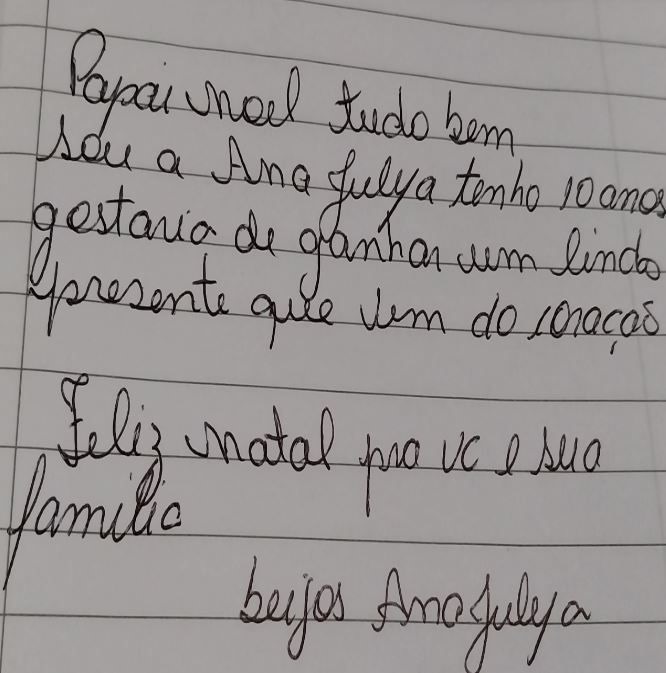 Papai noel tudo bem
sou a Ana Julya tenho 10 anos
gostaria de ganhar um lindo
presente que vem do coração
Feliz natal pra vc e sua
familia
beijos Ana Julya